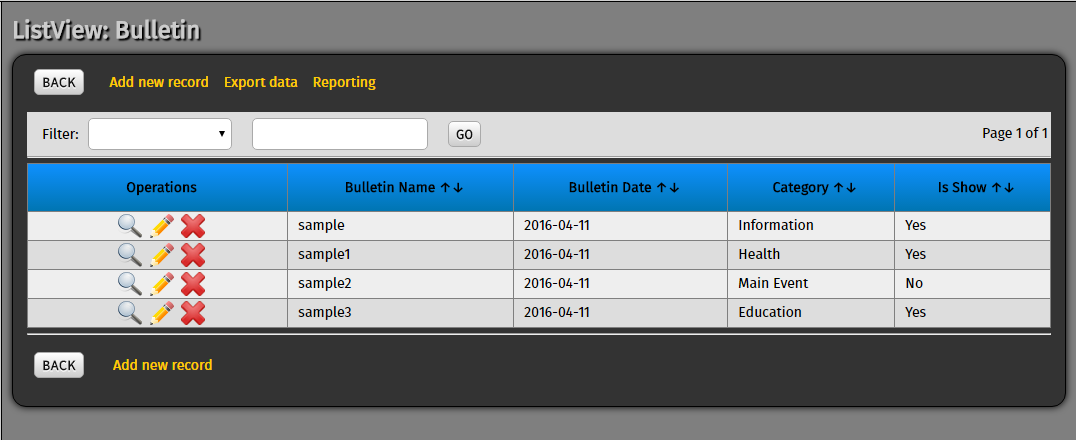 ListView: Bulletin
BACK Add new record Export data Reporting
Filter: GO Page 1 of 1
Operations Bulletin Name ↑↓ Bulletin Date ↑↓ Category ↑↓ Is Show ↑↓
sample 2016-04-11 Information Yes
sample1 2016-04-11 Health Yes
sample2 2016-04-11 Main Event No
sample3 2016-04-11 Education Yes
BACK Add new record